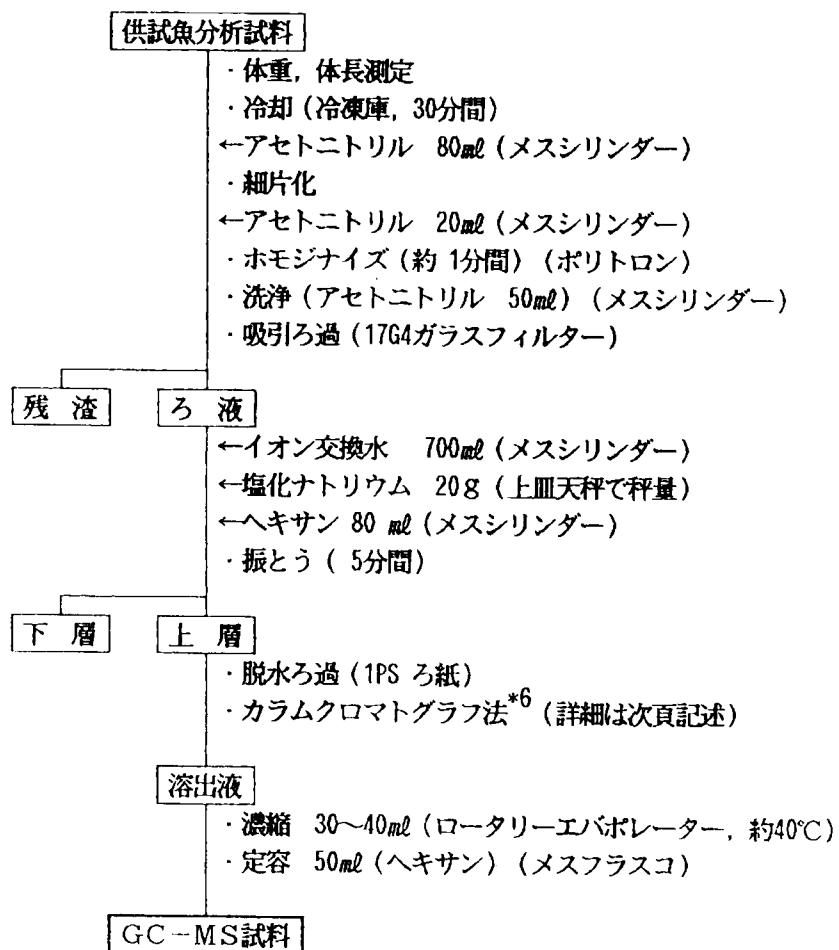 供試魚分析試料
・体重，体長測定
・冷却（冷凍庫，30分間）
←アセトニトリル 80㎖（メスシリンダー）
・細片化
←アセトニトリル 20㎖（メスシリンダー）
・ホモジナイズ（約 1分間）（ポリトロン）
・洗浄（アセトニトリル 50㎖）（メスシリンダー）
・吸引ろ過（17G4ガラスフィルター）
残 渣 ろ 液
←イオン交換水 700㎖（メスシリンダー）
←塩化ナトリウム 20g（上皿天秤で秤量）
←ヘキサン 80 ㎖（メスシリンダー）
・振とう（ 5分間）
下 層 上 層
・脱水ろ過（1PS ろ紙）
・カラムクロマトグラフ法*6（詳細は次頁記述）
溶出液
・濃縮 30～40㎖（ロータリーエバポレーター，約40℃）
・定容 50㎖（ヘキサン）（メスフラスコ）
GC－MS試料